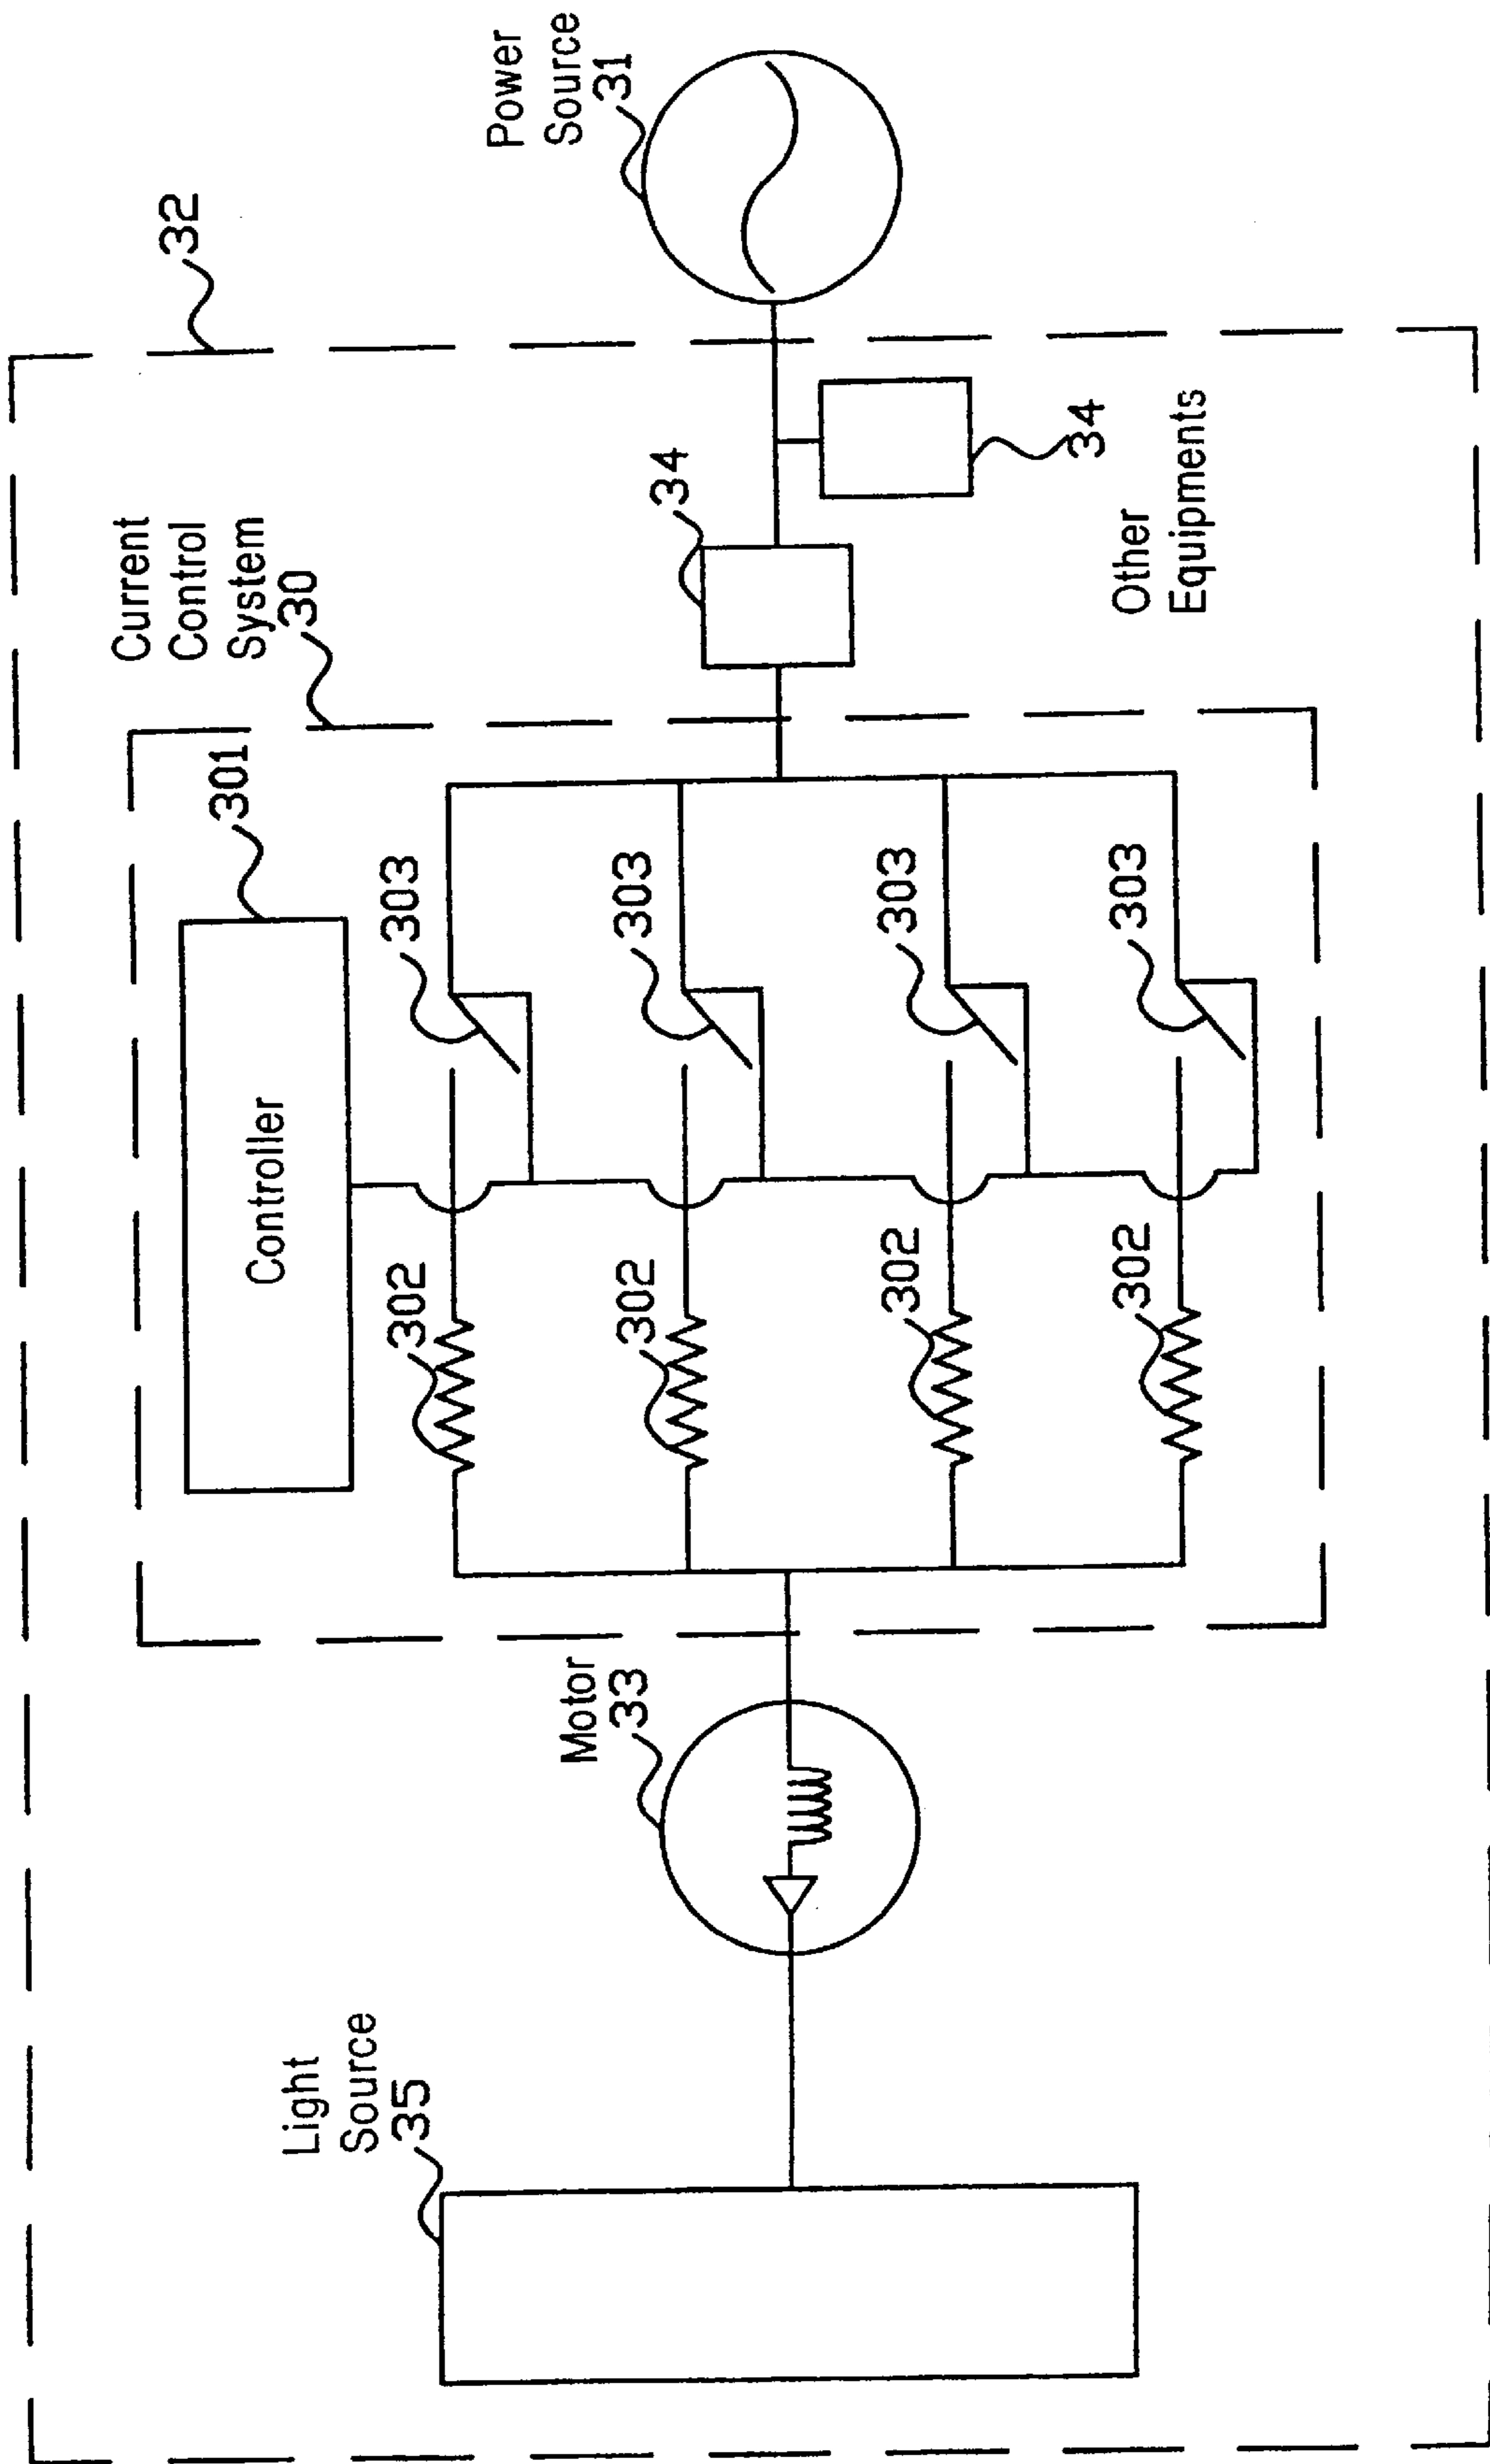 32
Power
Source
31
Current
Control
System
30
34
34
Other
Equipments
301
Controller
303
303
303
303
302
302
302
302
Motor
33
Light
Source
35